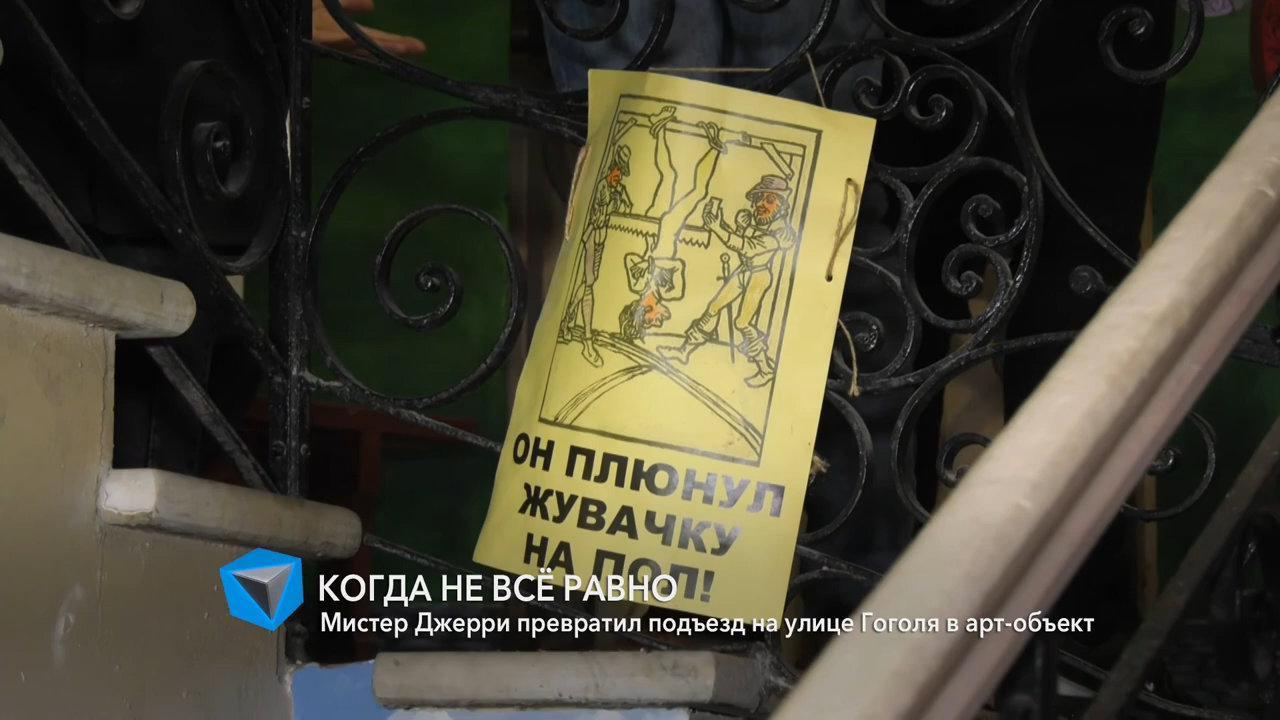 ОН ПЛЮНУЛ
ЖУВАЧКУ
НА ПОЛ!
КОГДА НЕ ВСЁ РАВНО
Мистер Джерри превратил подъезд на улице Гоголя в арт-объект